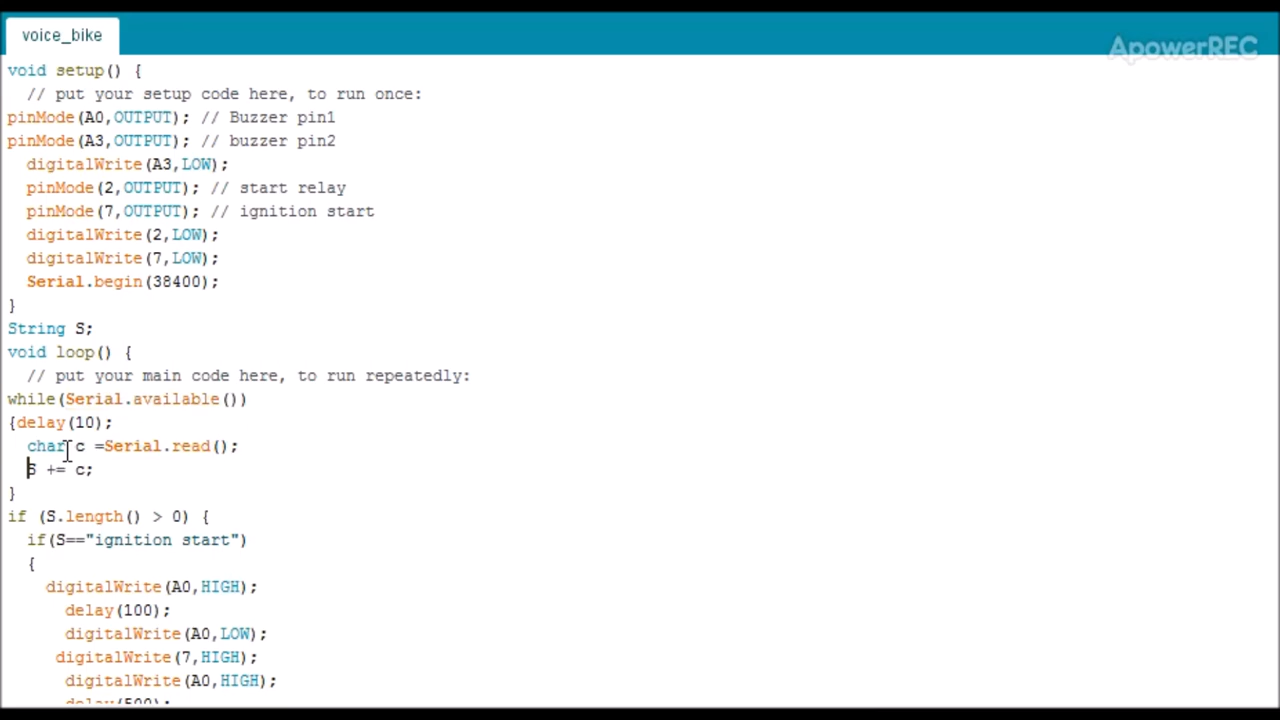 voice_bike
ApowerREC
void setup() {
// put your setup code here, to run once:
pinMode(A0,OUTPUT); // Buzzer pin1
pinMode(A3,OUTPUT); // buzzer pin2
digitalWrite(A3,LOW);
pinMode(2,OUTPUT); // start relay
pinMode(7,OUTPUT); // ignition start
digitalWrite(2,LOW);
digitalWrite(7,LOW);
Serial.begin(38400);
}
String S;
void loop() {
// put your main code here, to run repeatedly:
while(Serial.available())
{delay(10);
char c =Serial.read();
S += c;
}
if (S.length() > 0) {
if(S=="ignition start")
{
digitalWrite(A0,HIGH);
delay(100);
digitalWrite(A0,LOW);
digitalWrite(7,HIGH);
digitalWrite(A0,HIGH);
delay(500);